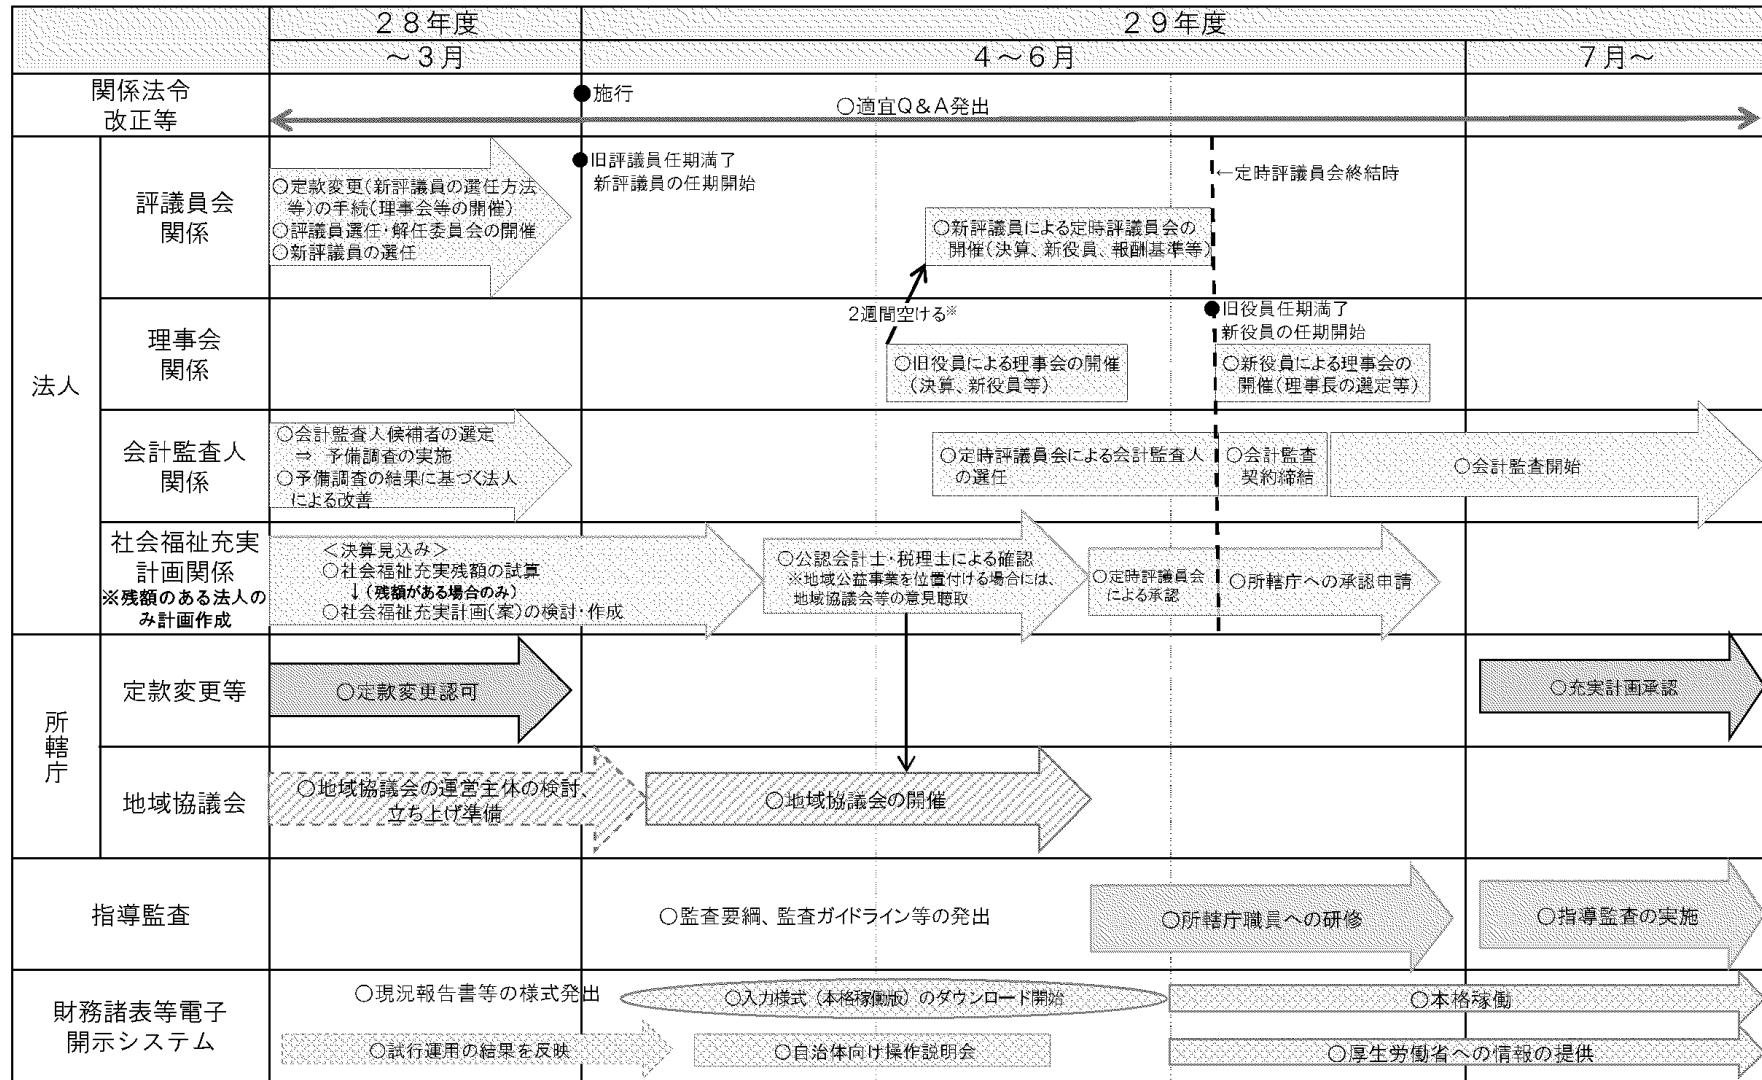 ２８年度
２９年度
～３月
４～６月
７月～
関係法令
改正等
●施行
○適宜Q＆A発出
法人
評議員会
関係
○定款変更（新評議員の選任方法
等）の手続（理事会等の開催）
○評議員選任・解任委員会の開催
○新評議員の選任
●旧評議員任期満了
新評議員の任期開始
←定時評議員会終結時
○新評議員による定時評議員会の
開催（決算、新役員、報酬基準等）
理事会
関係
2週間空ける※
○旧役員による理事会の開催
（決算、新役員等）
●旧役員任期満了
新役員の任期開始
○新役員による理事会の
開催（理事長の選定等）
会計監査人
関係
○会計監査人候補者の選定
⇒ 予備調査の実施
○予備調査の結果に基づく法人
による改善
○定時評議員会による会計監査人
の選任
○会計監査
契約締結
○会計監査開始
社会福祉充実
計画関係
※残額のある法人の
み計画作成
＜決算見込み＞
○社会福祉充実残額の試算
↓（残額がある場合のみ）
○社会福祉充実計画（案）の検討・作成
○公認会計士・税理士による確認
※地域公益事業を位置付ける場合には、
地域協議会等の意見聴取
○定時評議員会
による承認
○所轄庁への承認申請
所轄庁
定款変更等
○定款変更認可
○充実計画承認
地域協議会
○地域協議会の運営主体の検討、
立ち上げ準備
○地域協議会の開催
指導監査
○監査要綱、監査ガイドライン等の発出
○所轄庁職員への研修
○指導監査の実施
財務諸表等電子
開示システム
○現況報告書等の様式発出
○入力様式（本格稼働版）のダウンロード開始
○本格稼働
○試行運用の結果を反映
○自治体向け操作説明会
○厚生労働省への情報の提供